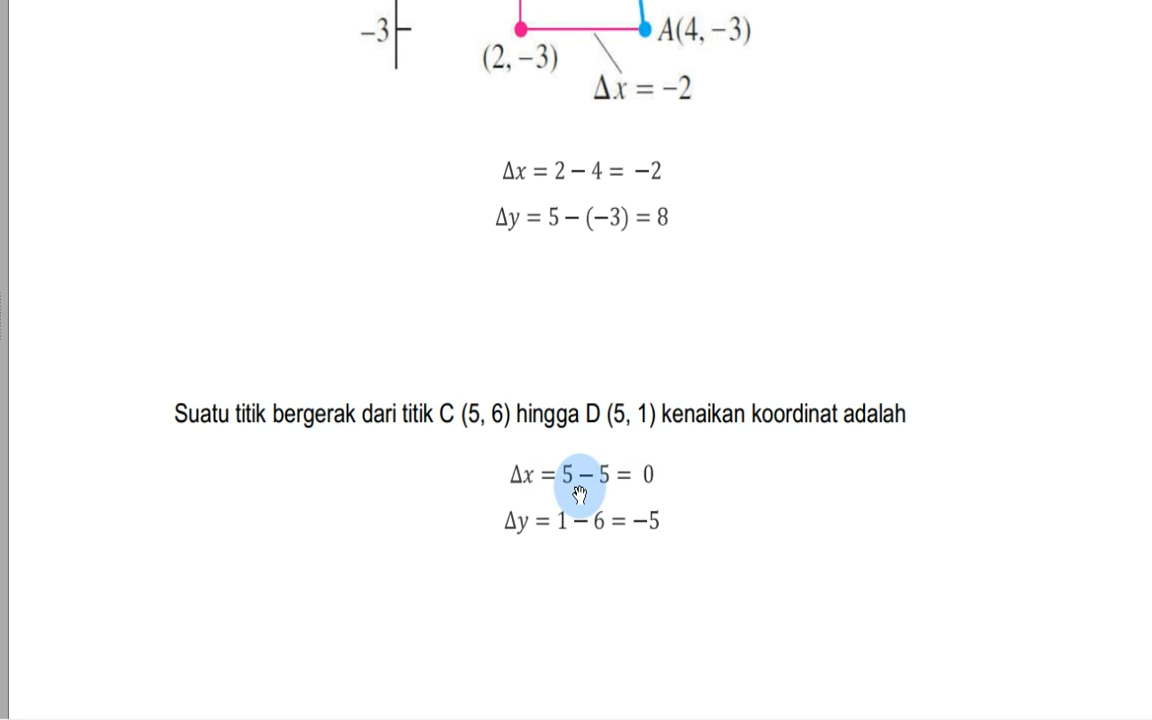 −3
A(4, −3)
(2, −3)
Δx = −2
Δx = 2 − 4 = −2
Δy = 5 − (−3) = 8
Suatu titik bergerak dari titik C (5, 6) hingga D (5, 1) kenaikan koordinat adalah
Δx = 5 − 5 = 0
Δy = 1 − 6 = −5